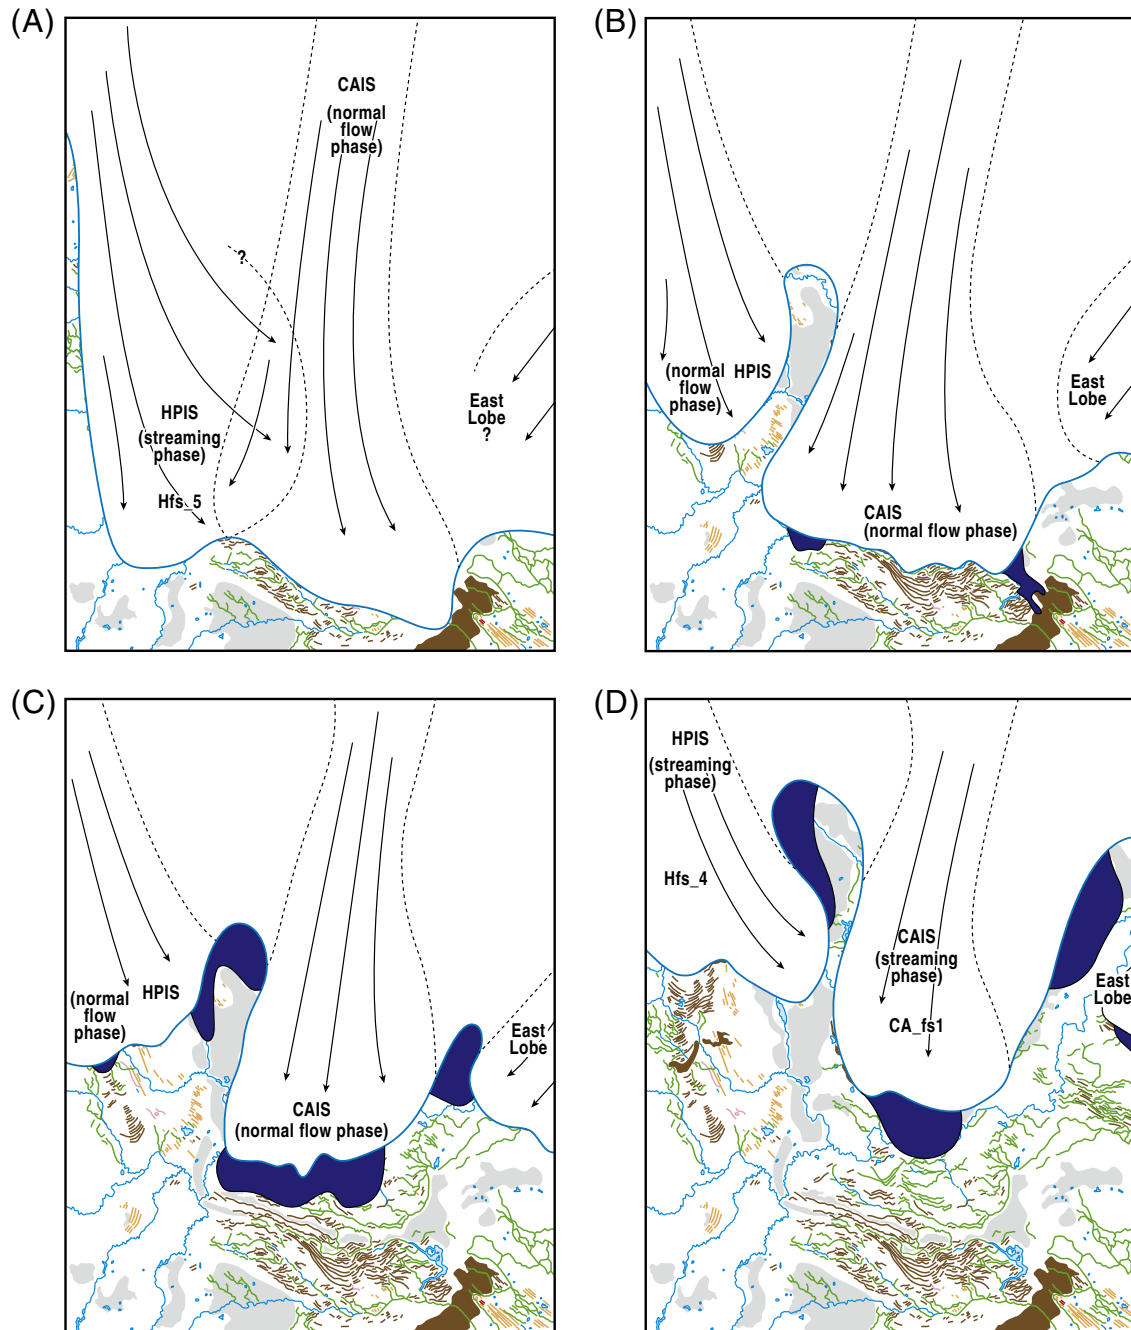 (A)
CAIS
(normal
flow
phase)
?
East
Lobe
?
HPIS
(streaming
phase)
Hfs_5
(B)
(normal
flow
phase)
HPIS
East
Lobe
CAIS
(normal flow phase)
(C)
(normal
flow
phase)
HPIS
East
Lobe
CAIS
(normal flow phase)
(D)
HPIS
(streaming
phase)
Hfs_4
CAIS
(streaming
phase)
CA_fs1
East
Lobe